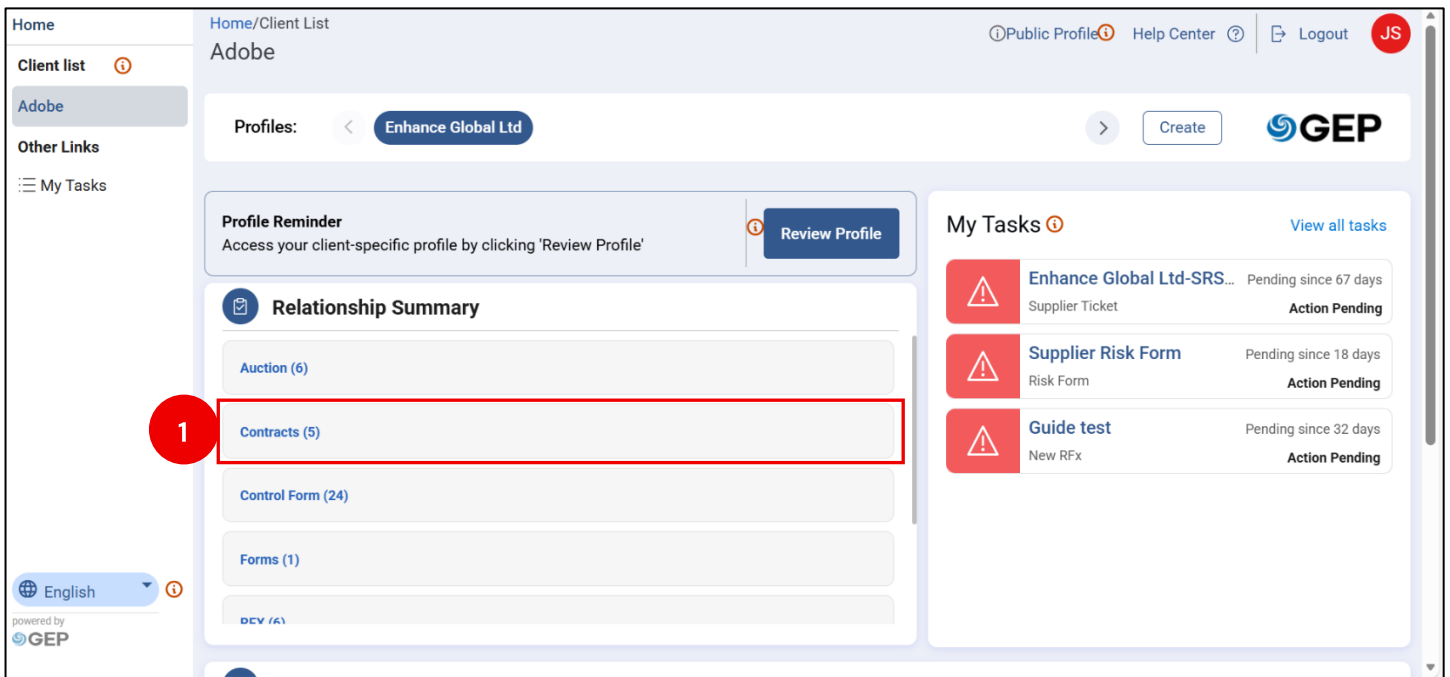 Home
Client list
Adobe
Other Links
My Tasks
English
powered by
GEP
Home/Client List
Adobe
Public Profile Help Center Logout JS
Profiles: Enhance Global Ltd Create GEP
Profile Reminder
Access your client-specific profile by clicking 'Review Profile'
Review Profile
Relationship Summary
Auction (6)
1 Contracts (5)
Control Form (24)
Forms (1)
RFX (6)
My Tasks View all tasks
Enhance Global Ltd-SRS... Pending since 67 days
Supplier Ticket Action Pending
Supplier Risk Form Pending since 18 days
Risk Form Action Pending
Guide test Pending since 32 days
New RFx Action Pending